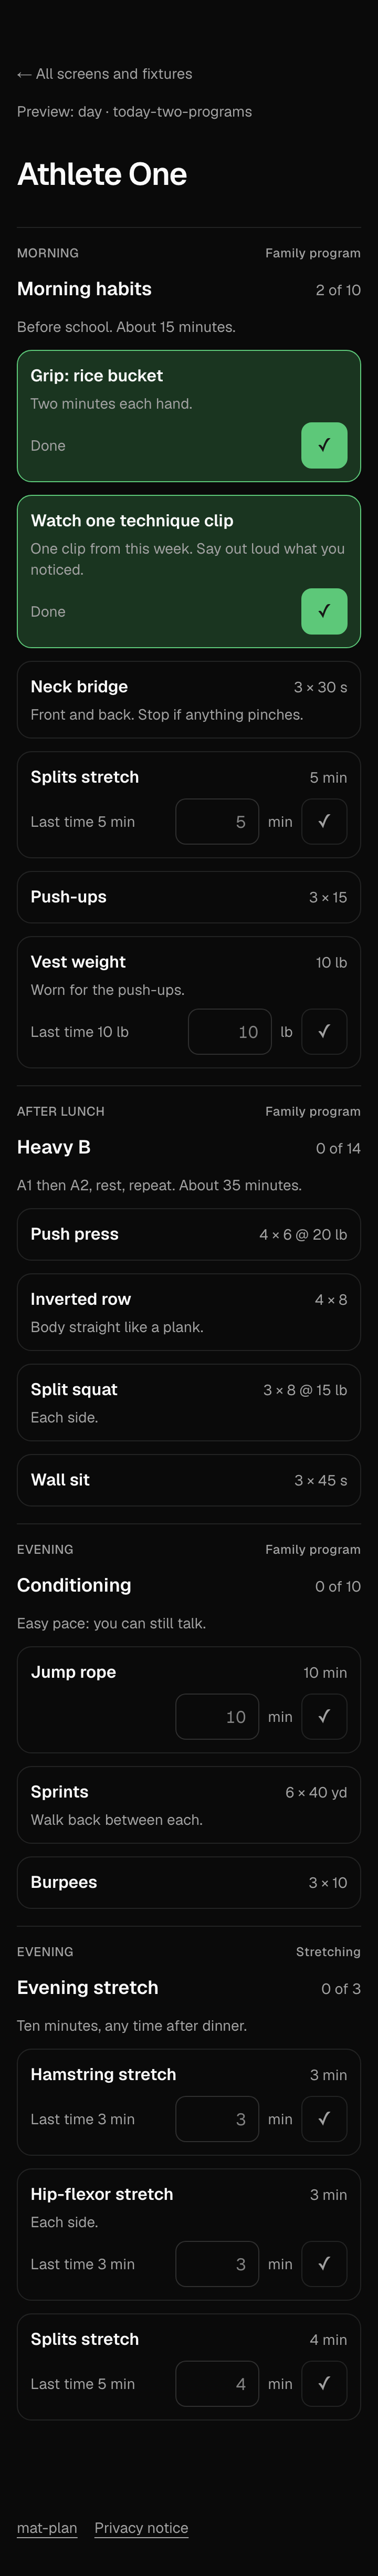 ← All screens and fixtures
Preview: day · today-two-programs
Athlete One
MORNING Family program
Morning habits 2 of 10
Before school. About 15 minutes.
Grip: rice bucket
Two minutes each hand.
Done ✓
Watch one technique clip
One clip from this week. Say out loud what you
noticed.
Done ✓
Neck bridge 3 × 30 s
Front and back. Stop if anything pinches.
Splits stretch 5 min
Last time 5 min 5 min ✓
Push-ups 3 × 15
Vest weight 10 lb
Worn for the push-ups.
Last time 10 lb 10 lb ✓
AFTER LUNCH Family program
Heavy B 0 of 14
A1 then A2, rest, repeat. About 35 minutes.
Push press 4 × 6 @ 20 lb
Inverted row 4 × 8
Body straight like a plank.
Split squat 3 × 8 @ 15 lb
Each side.
Wall sit 3 × 45 s
EVENING Family program
Conditioning 0 of 10
Easy pace: you can still talk.
Jump rope 10 min
10 min ✓
Sprints 6 × 40 yd
Walk back between each.
Burpees 3 × 10
EVENING Stretching
Evening stretch 0 of 3
Ten minutes, any time after dinner.
Hamstring stretch 3 min
Last time 3 min 3 min ✓
Hip-flexor stretch 3 min
Each side.
Last time 3 min 3 min ✓
Splits stretch 4 min
Last time 5 min 4 min ✓
mat-plan Privacy notice